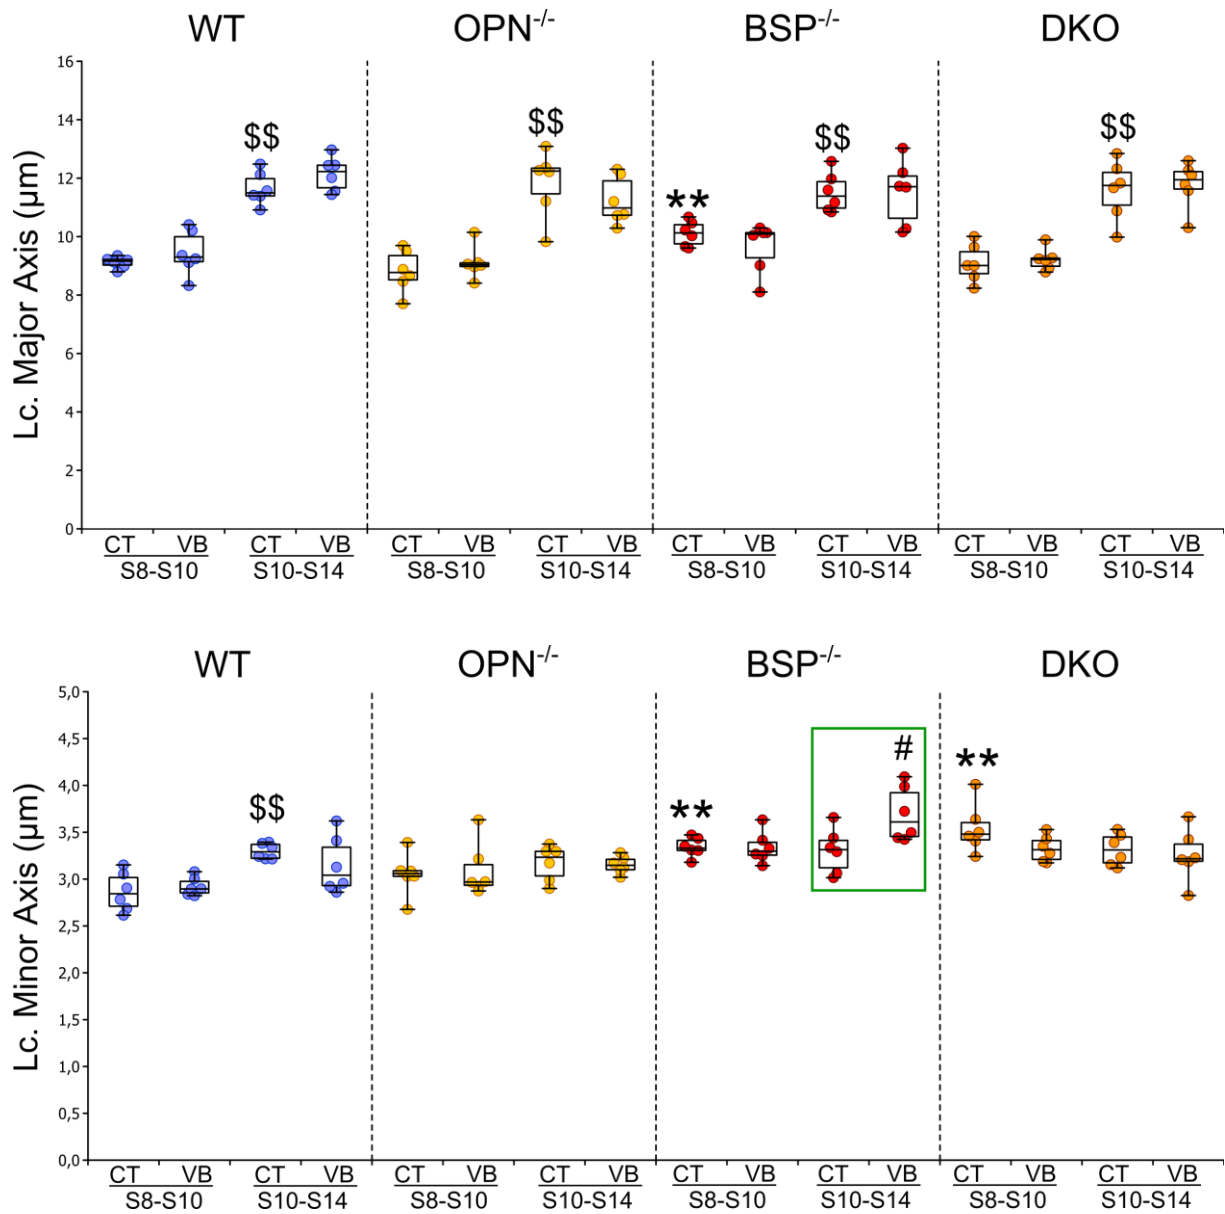 WT OPN-/- BSP-/- DKO
Lc. Major Axis (µm)
16
14
12
10
8
6
4
2
0
$$ $$ $$ $$
**
CT VB CT VB CT VB CT VB CT VB CT VB CT VB CT VB
S8-S10 S10-S14 S8-S10 S10-S14 S8-S10 S10-S14 S8-S10 S10-S14
WT OPN-/- BSP-/- DKO
Lc. Minor Axis (µm)
5,0
4,5
4,0
3,5
3,0
2,5
2,0
1,5
1,0
0,5
0,0
#
**
$$ **
CT VB CT VB CT VB CT VB CT VB CT VB CT VB CT VB
S8-S10 S10-S14 S8-S10 S10-S14 S8-S10 S10-S14 S8-S10 S10-S14